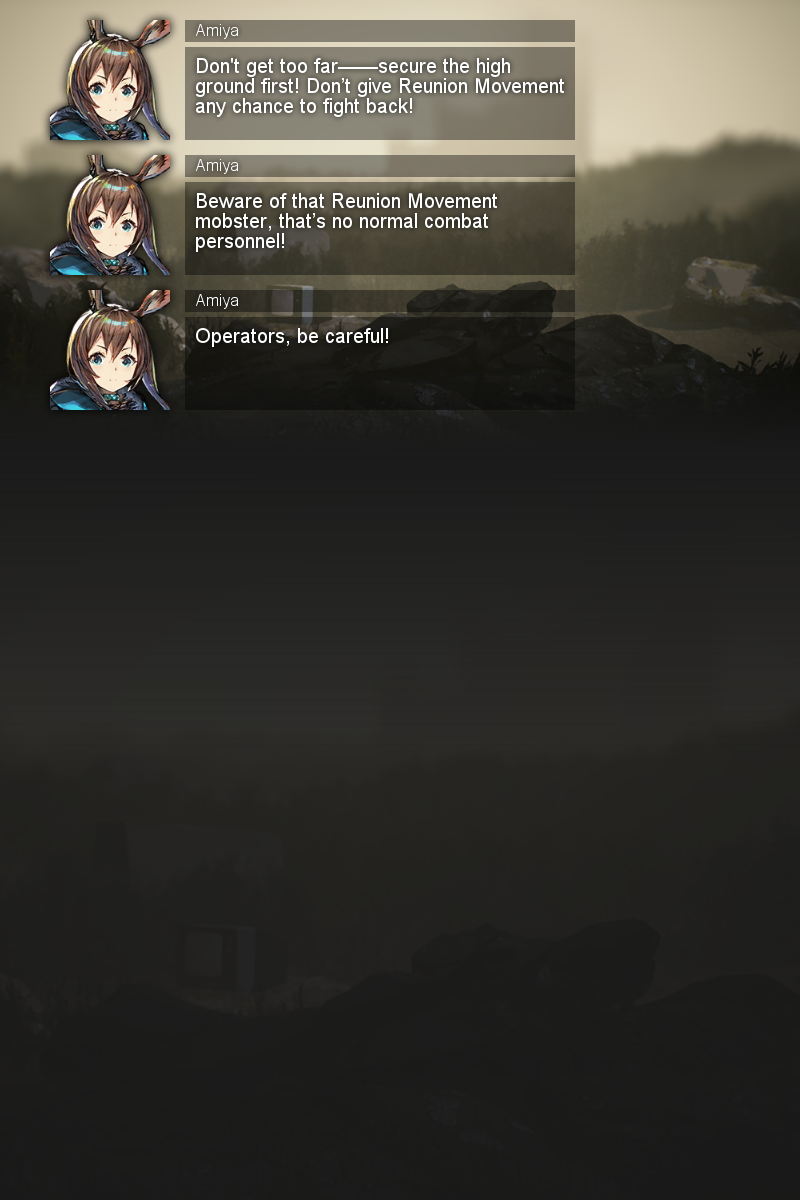 Amiya
Don't get too far——secure the high
ground first! Don’t give Reunion Movement
any chance to fight back!
Amiya
Beware of that Reunion Movement
mobster, that’s no normal combat
personnel!
Amiya
Operators, be careful!